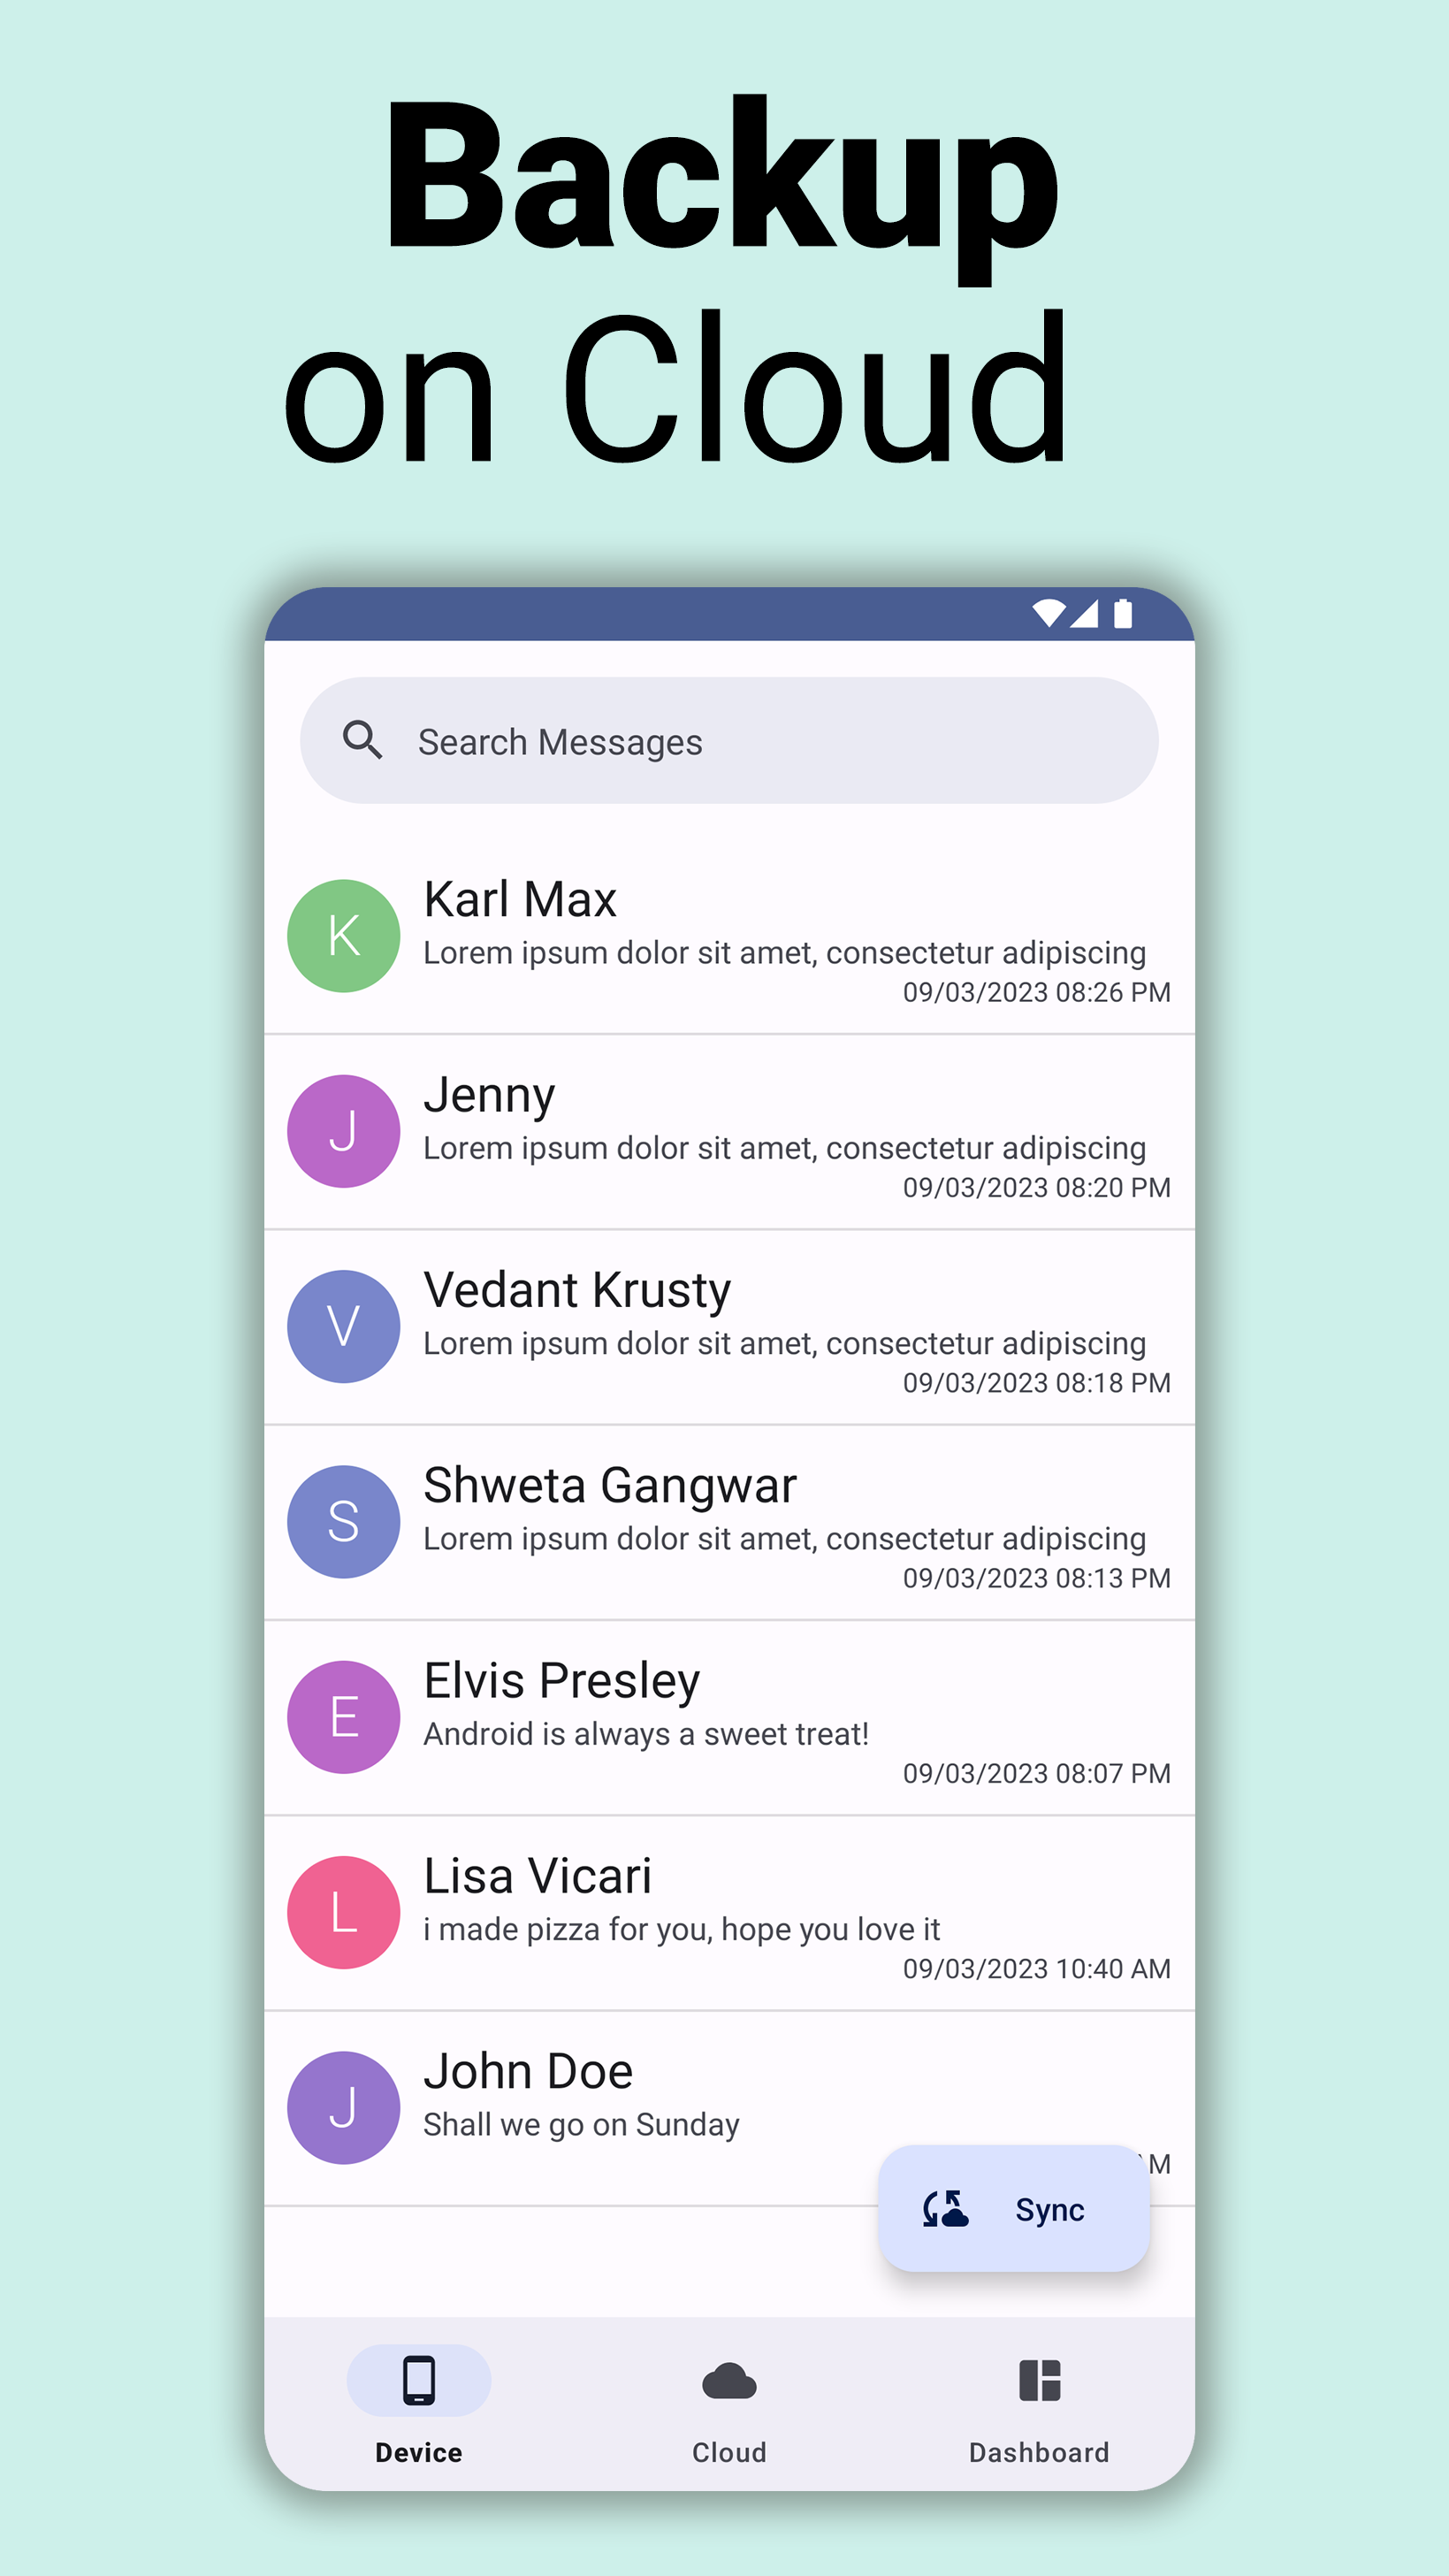 Backup
on Cloud
Search Messages
K
Karl Max
Lorem ipsum dolor sit amet, consectetur adipiscing
09/03/2023 08:26 PM
J
Jenny
Lorem ipsum dolor sit amet, consectetur adipiscing
09/03/2023 08:20 PM
V
Vedant Krusty
Lorem ipsum dolor sit amet, consectetur adipiscing
09/03/2023 08:18 PM
S
Shweta Gangwar
Lorem ipsum dolor sit amet, consectetur adipiscing
09/03/2023 08:13 PM
E
Elvis Presley
Android is always a sweet treat!
09/03/2023 08:07 PM
L
Lisa Vicari
i made pizza for you, hope you love it
09/03/2023 10:40 AM
J
John Doe
Shall we go on Sunday
Sync
Device
Cloud
Dashboard